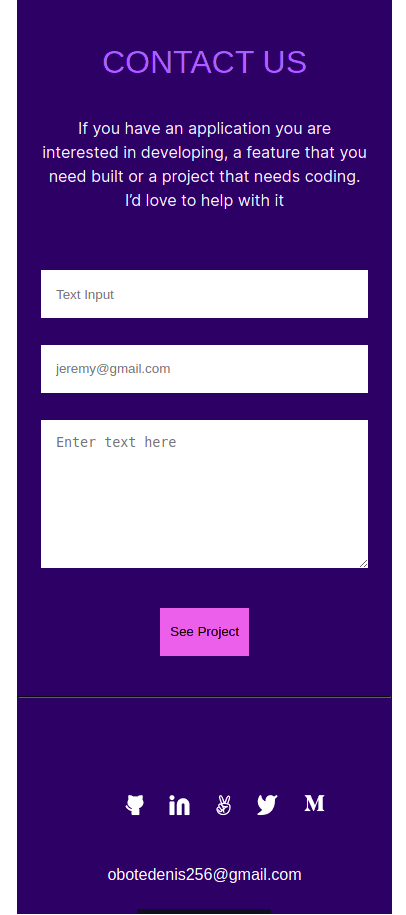 CONTACT US
If you have an application you are
interested in developing, a feature that you
need built or a project that needs coding.
I’d love to help with it
Text Input
jeremy@gmail.com
Enter text here
See Project
obotedenis256@gmail.com